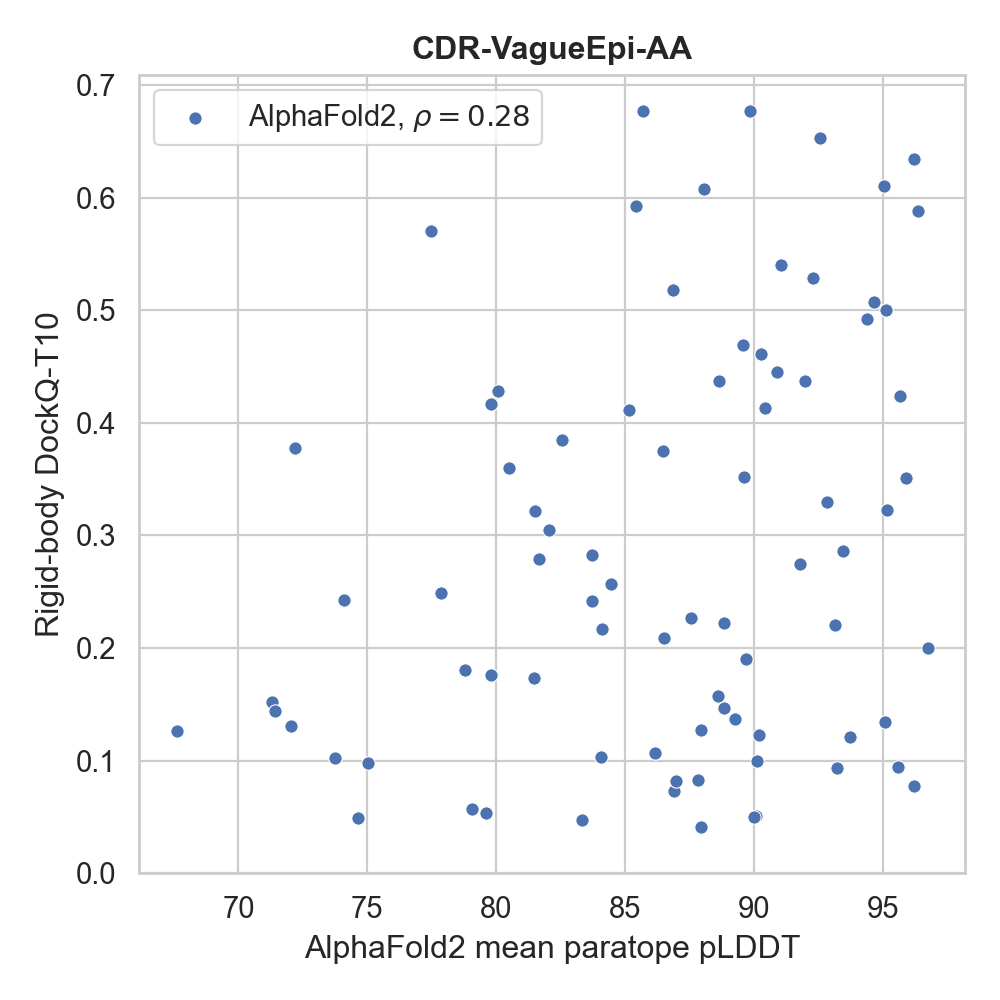 CDR-VagueEpi-AA
AlphaFold2, ρ = 0.28
Rigid-body DockQ-T10
0.7
0.6
0.5
0.4
0.3
0.2
0.1
0.0
70 75 80 85 90 95
AlphaFold2 mean paratope pLDDT